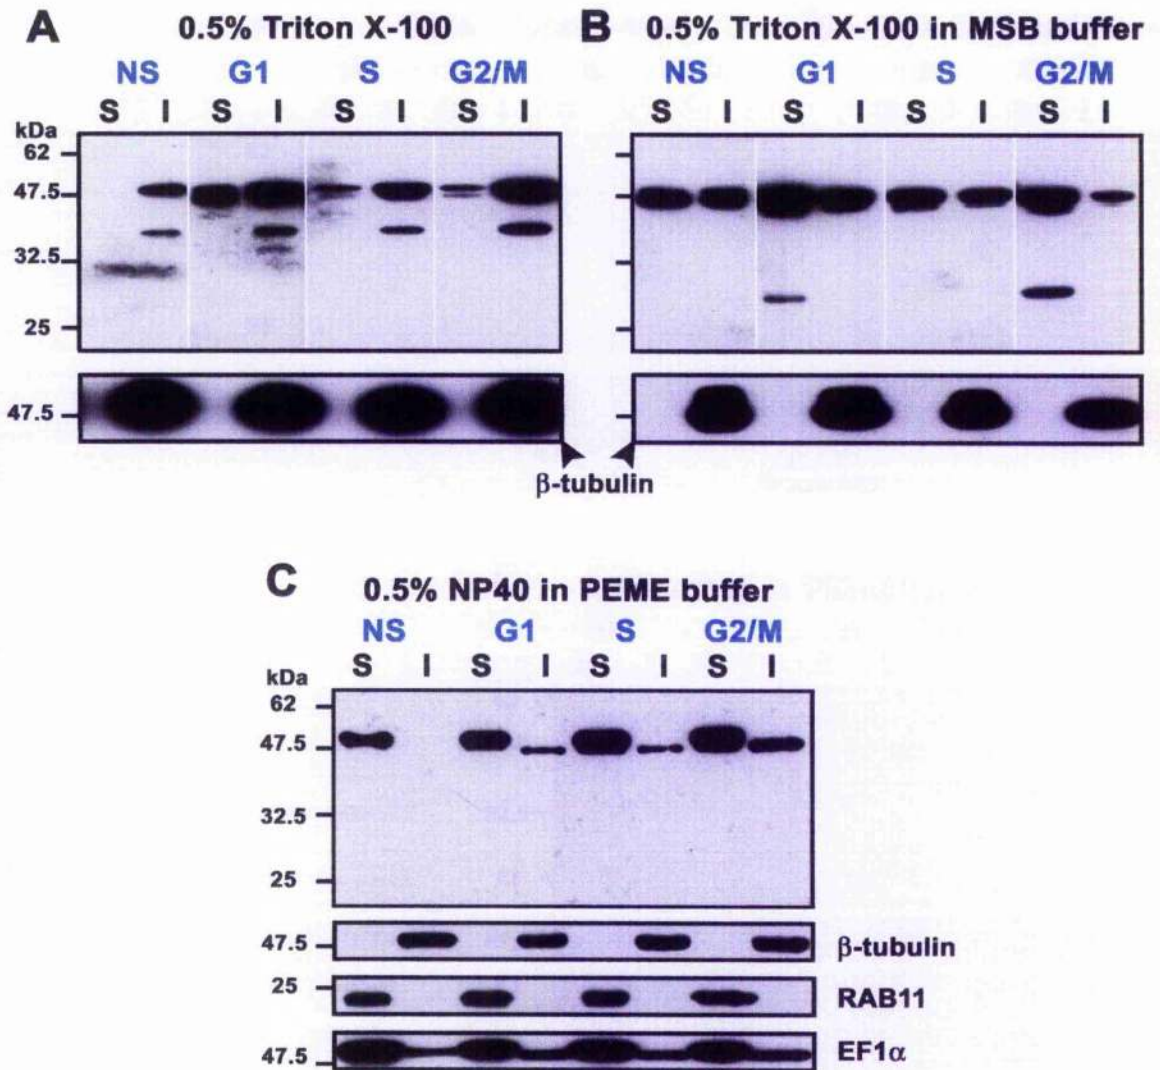 A 0.5% Triton X-100
NS G1 S G2/M
S I S I S I S I
kDa
62
47.5
32.5
25
47.5
B 0.5% Triton X-100 in MSB buffer
NS G1 S G2/M
S I S I S I S I
β-tubulin
C 0.5% NP40 in PEME buffer
NS G1 S G2/M
S I S I S I S I
kDa
62
47.5
32.5
25
47.5 β-tubulin
25 RAB11
47.5 EF1α